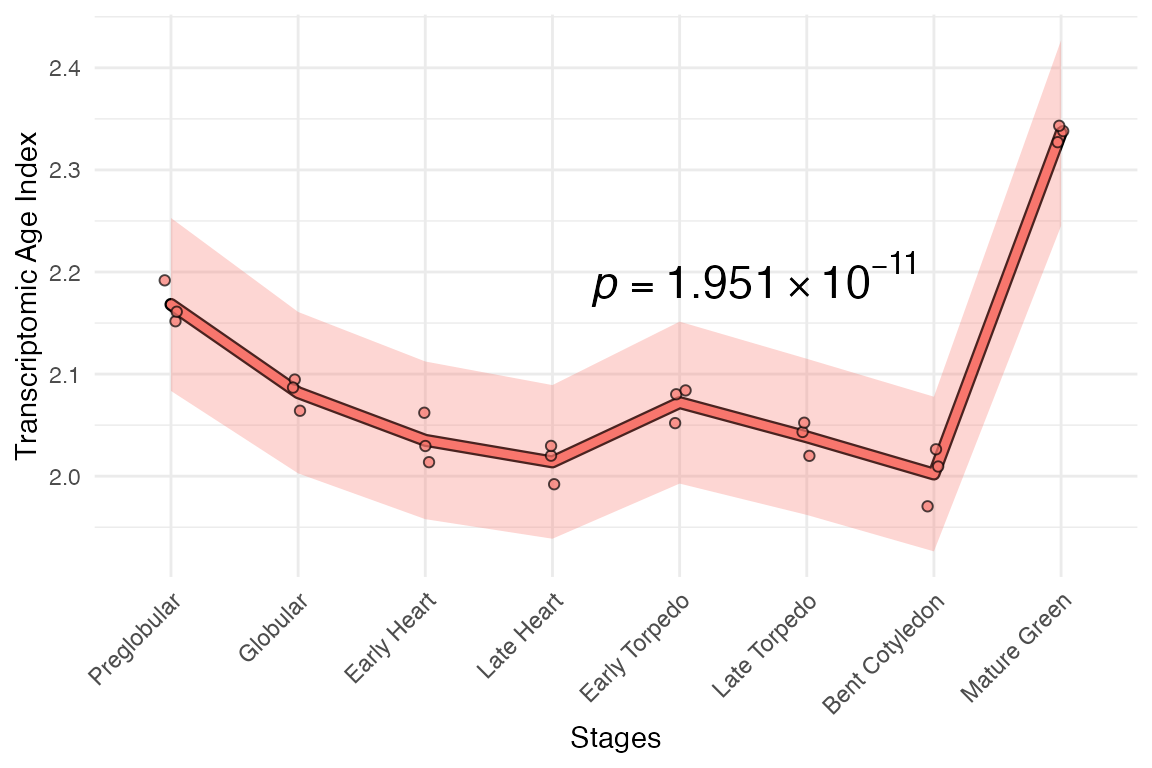 Transcriptomic Age Index
2.4
2.3
2.2
2.1
2.0
p = 1.951 × 10⁻¹¹
Preglobular
Globular
Early Heart
Late Heart
Early Torpedo
Late Torpedo
Bent Cotyledon
Mature Green
Stages